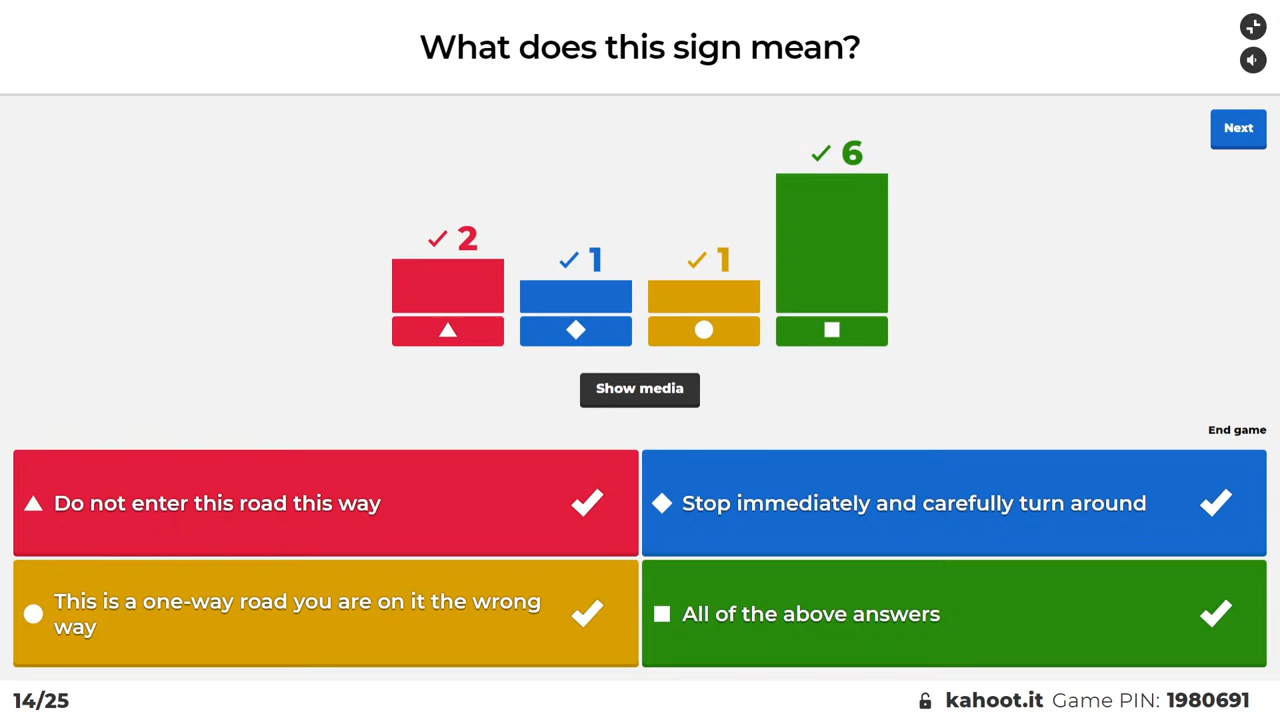 What does this sign mean?
Next
6
2
1
1
Show media
End game
Do not enter this road this way
Stop immediately and carefully turn around
This is a one-way road you are on it the wrong
way
All of the above answers
14/25
kahoot.it Game PIN: 1980691